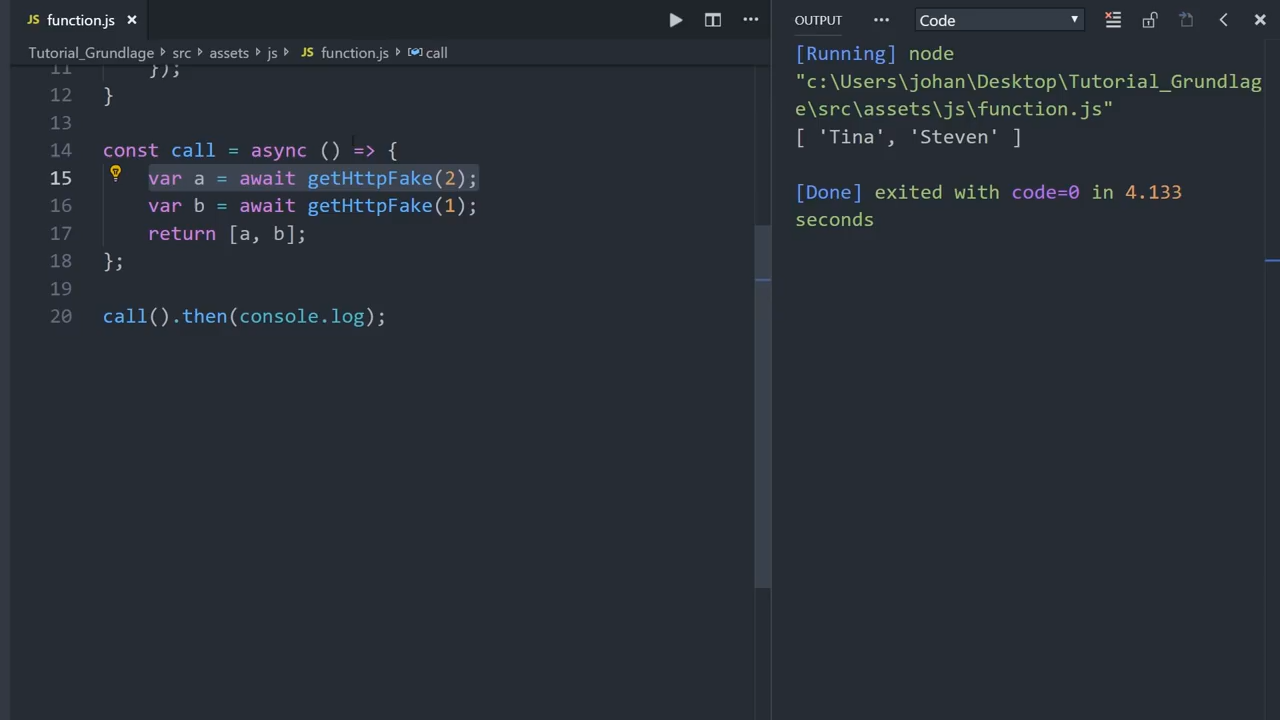 JS function.js ×
Tutorial_Grundlage > src > assets > js > JS function.js > call
11 });
12 }
13
14 const call = async () => {
15 var a = await getHttpFake(2);
16 var b = await getHttpFake(1);
17 return [a, b];
18 };
19
20 call().then(console.log);
OUTPUT ··· Code
[Running] node
"c:\Users\johan\Desktop\Tutorial_Grundlag
e\src\assets\js\function.js"
[ 'Tina', 'Steven' ]
[Done] exited with code=0 in 4.133
seconds